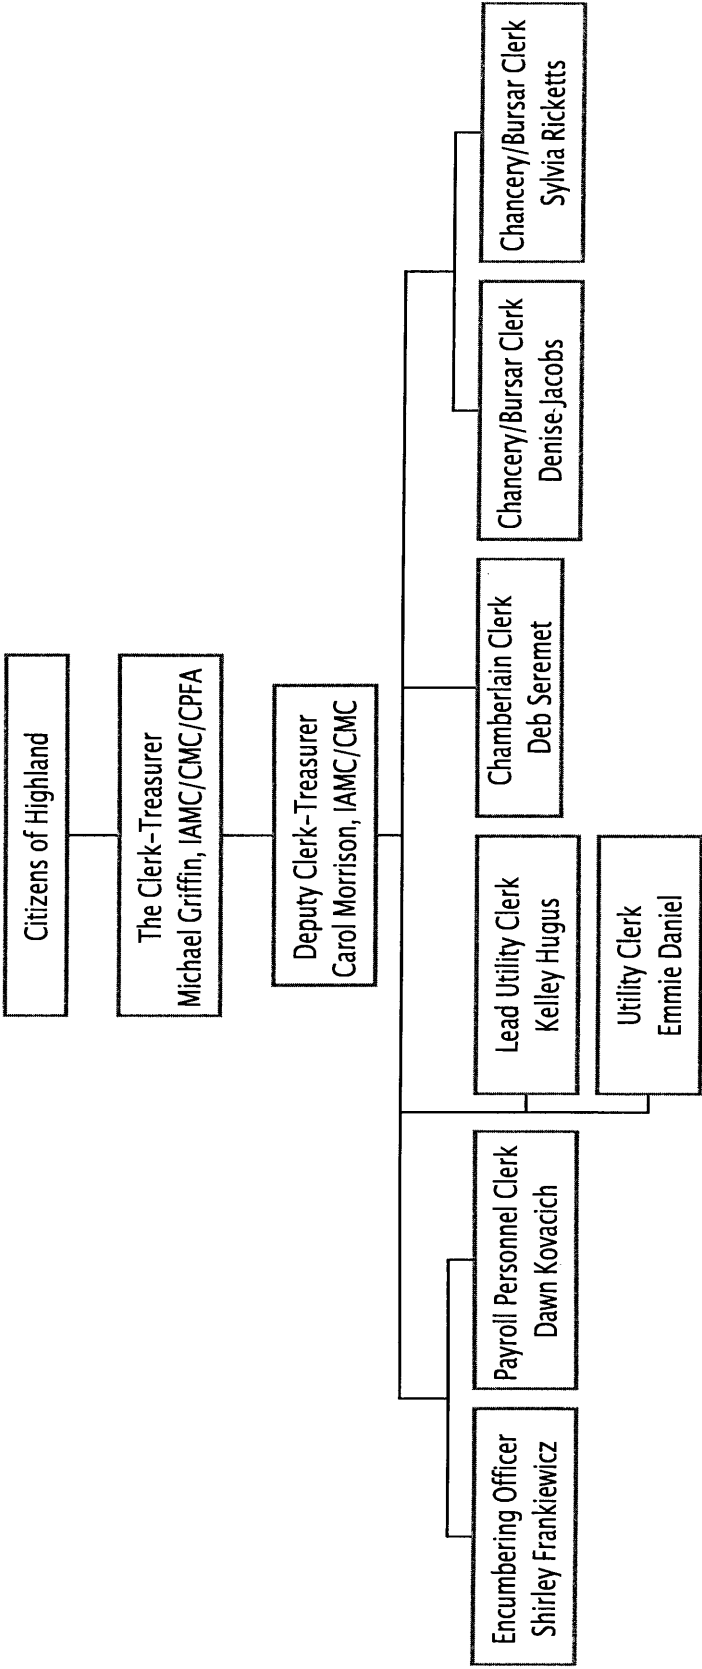 Citizens of Highland
The Clerk-Treasurer
Michael Griffin, IAMC/CMC/CPFA
Deputy Clerk-Treasurer
Carol Morrison, IAMC/CMC
Encumbering Officer
Shirley Frankiewicz
Payroll Personnel Clerk
Dawn Kovacich
Lead Utility Clerk
Kelley Hugus
Utility Clerk
Emmie Daniel
Chamberlain Clerk
Deb Seremet
Chancery/Bursar Clerk
Denise-Jacobs
Chancery/Bursar Clerk
Sylvia Ricketts